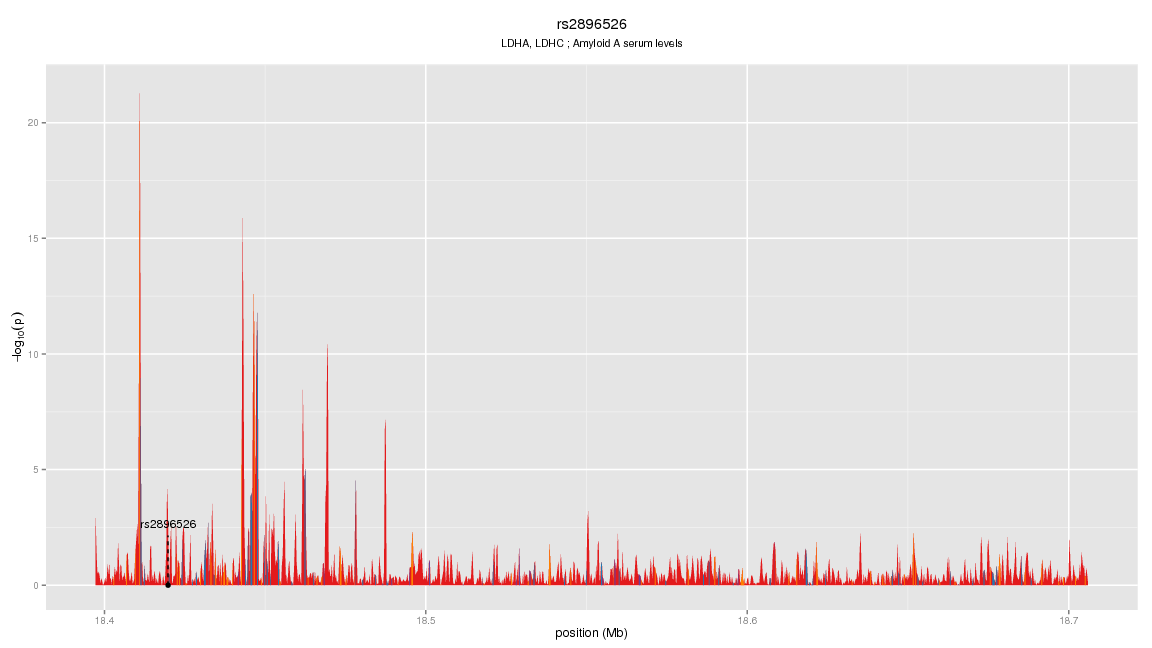 rs2896526
LDHA, LDHC ; Amyloid A serum levels
20
15
10
5
0
−log10(p)
rs2896526
18.4
18.5
18.6
18.7
position (Mb)